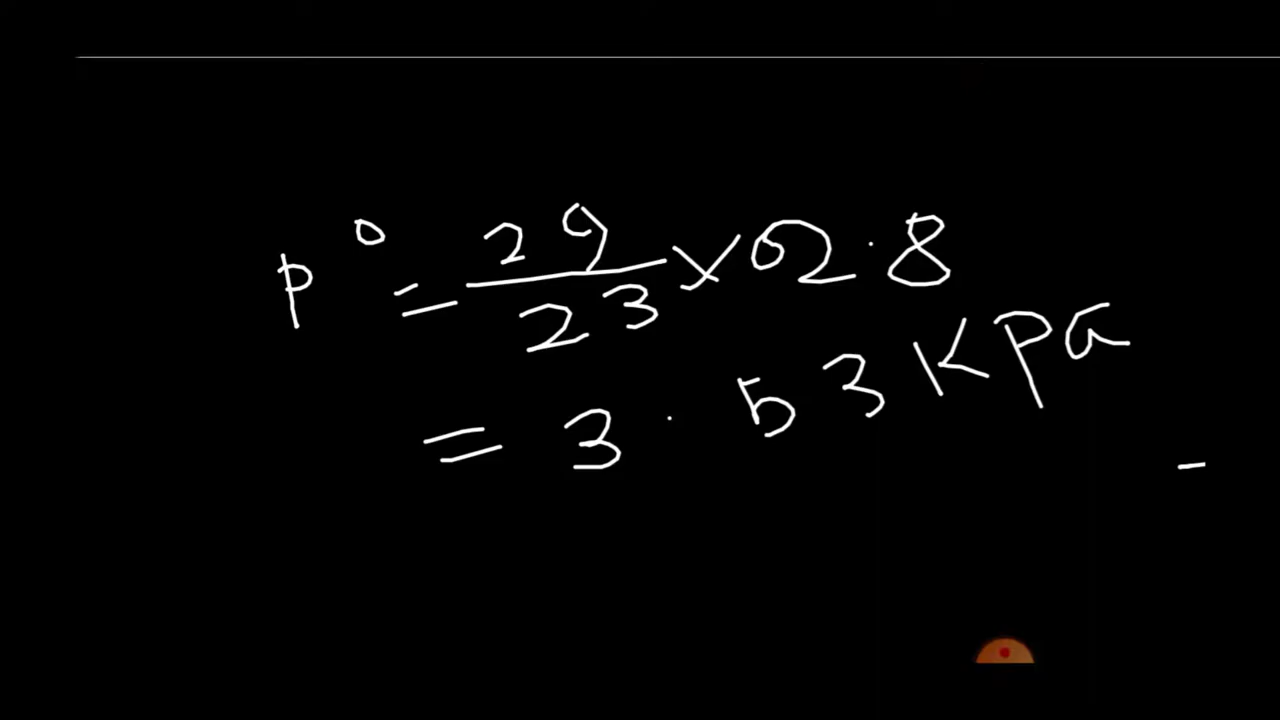 p° = 29/23 × 2.8
= 3.53 KPa